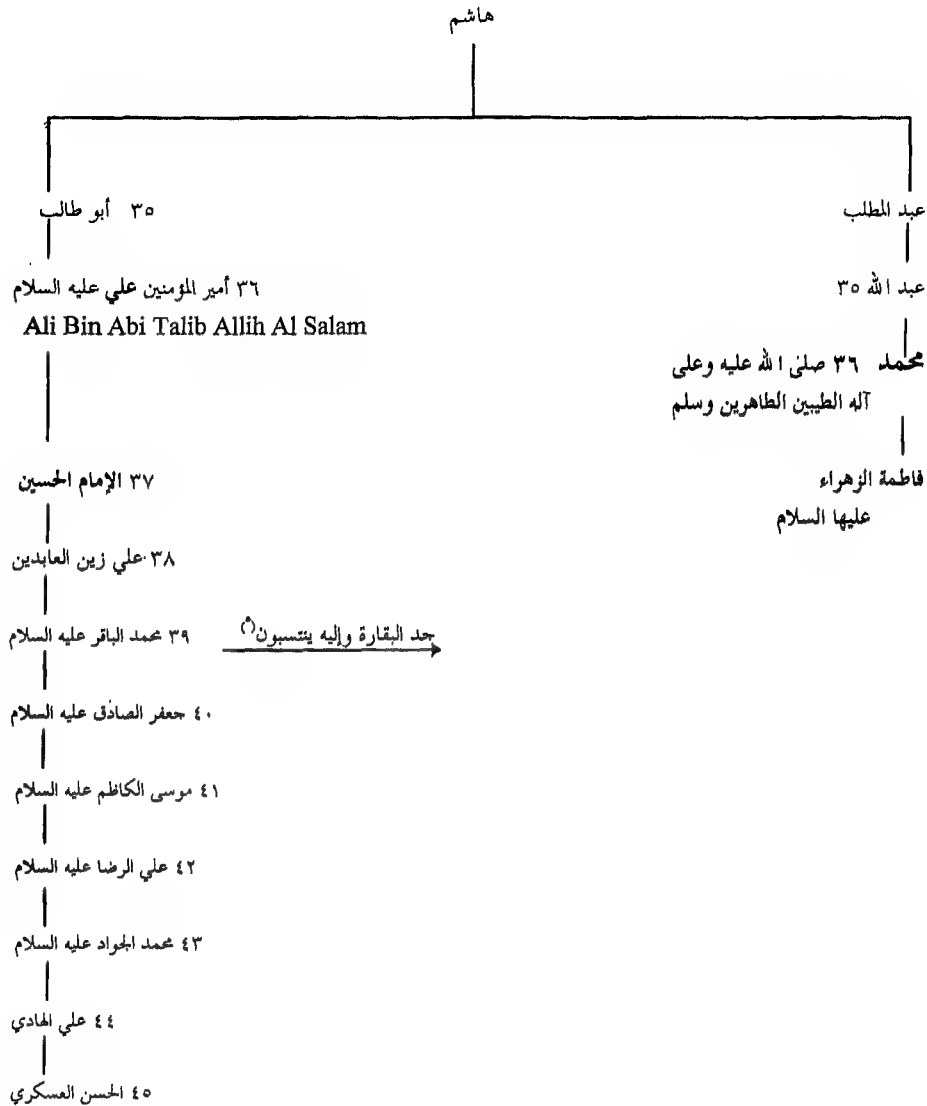 هاشم
عبد المطلب
٣٥ أبو طالب
عبد الله ٣٥
٣٦ أمير المؤمنين علي عليه السلام
Ali Bin Abi Talib Allih Al Salam
محمد ٣٦ صلى الله عليه وعلى
آله الطيبين الطاهرين وسلم
فاطمة الزهراء
عليها السلام
٣٧ الإمام الحسين
٣٨ علي زين العابدين
٣٩ محمد الباقر عليه السلام
جد البقارة وإليه ينتسبون
٤٠ جعفر الصادق عليه السلام
٤١ موسى الكاظم عليه السلام
٤٢ علي الرضا عليه السلام
٤٣ محمد الجواد عليه السلام
٤٤ علي الهادي
٤٥ الحسن العسكري